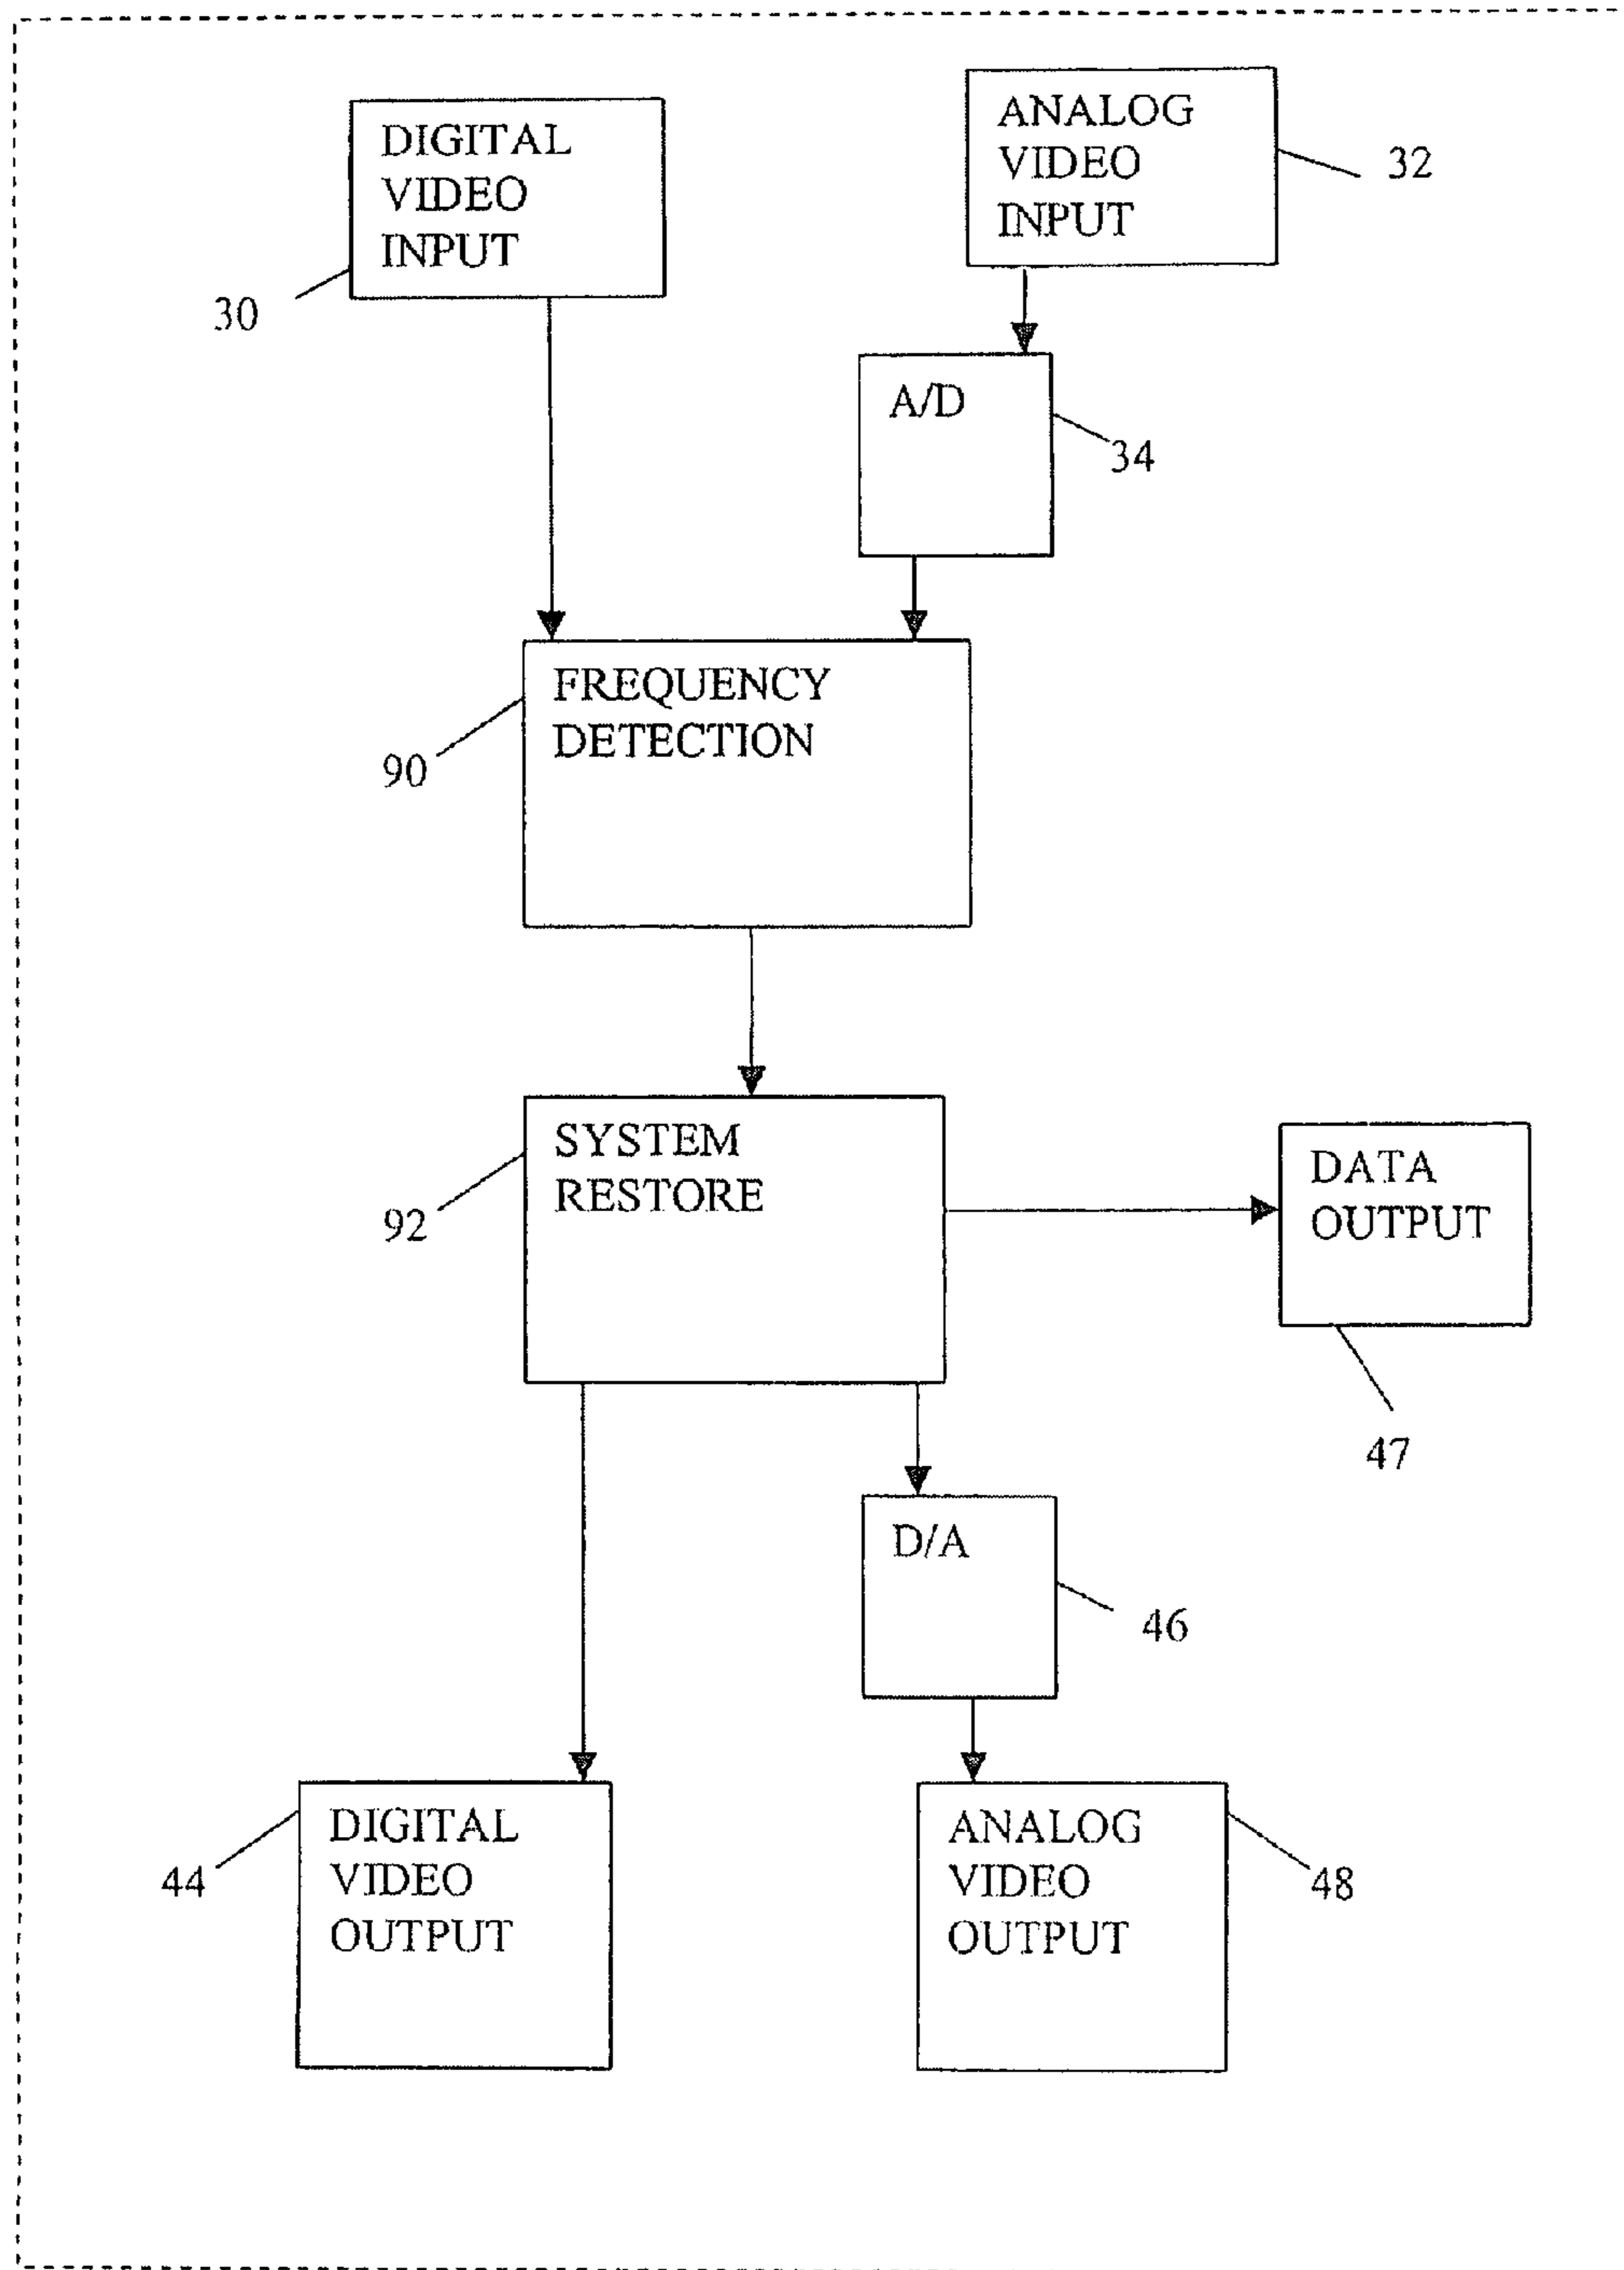 DIGITAL
VIDEO
INPUT
30
ANALOG
VIDEO
INPUT
32
A/D
34
FREQUENCY
DETECTION
90
SYSTEM
RESTORE
92
DATA
OUTPUT
47
D/A
46
DIGITAL
VIDEO
OUTPUT
44
ANALOG
VIDEO
OUTPUT
48